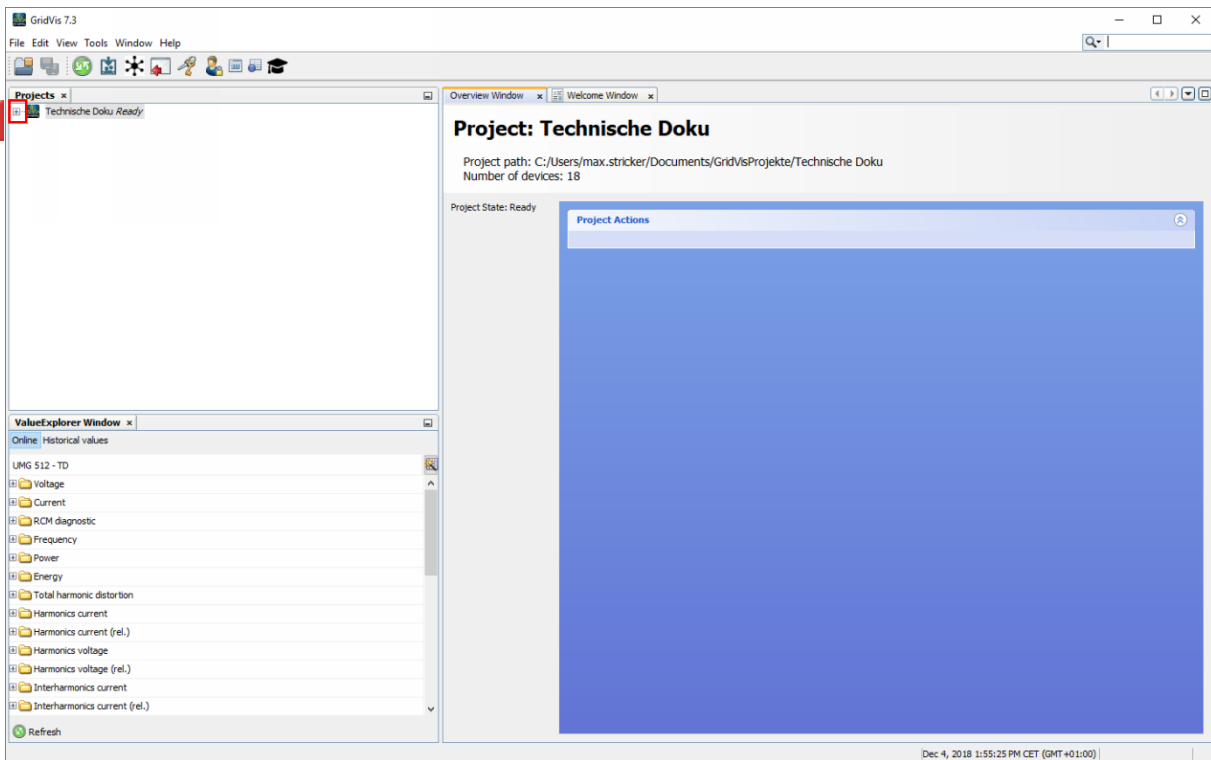 GridVis 7.3
File Edit View Tools Window Help
Projects
Technische Doku Ready
Overview Window
Welcome Window
Project: Technische Doku
Project path: C:/Users/max.stricker/Documents/GridVisProjekte/Technische Doku
Number of devices: 18
Project State: Ready
Project Actions
ValueExplorer Window
Online Historical values
UMG 512 - TD
Voltage
Current
RCM diagnostic
Frequency
Power
Energy
Total harmonic distortion
Harmonics current
Harmonics current (rel.)
Harmonics voltage
Harmonics voltage (rel.)
Interharmonics current
Interharmonics current (rel.)
Refresh
Dec 4, 2018 1:55:25 PM CET (GMT+01:00)